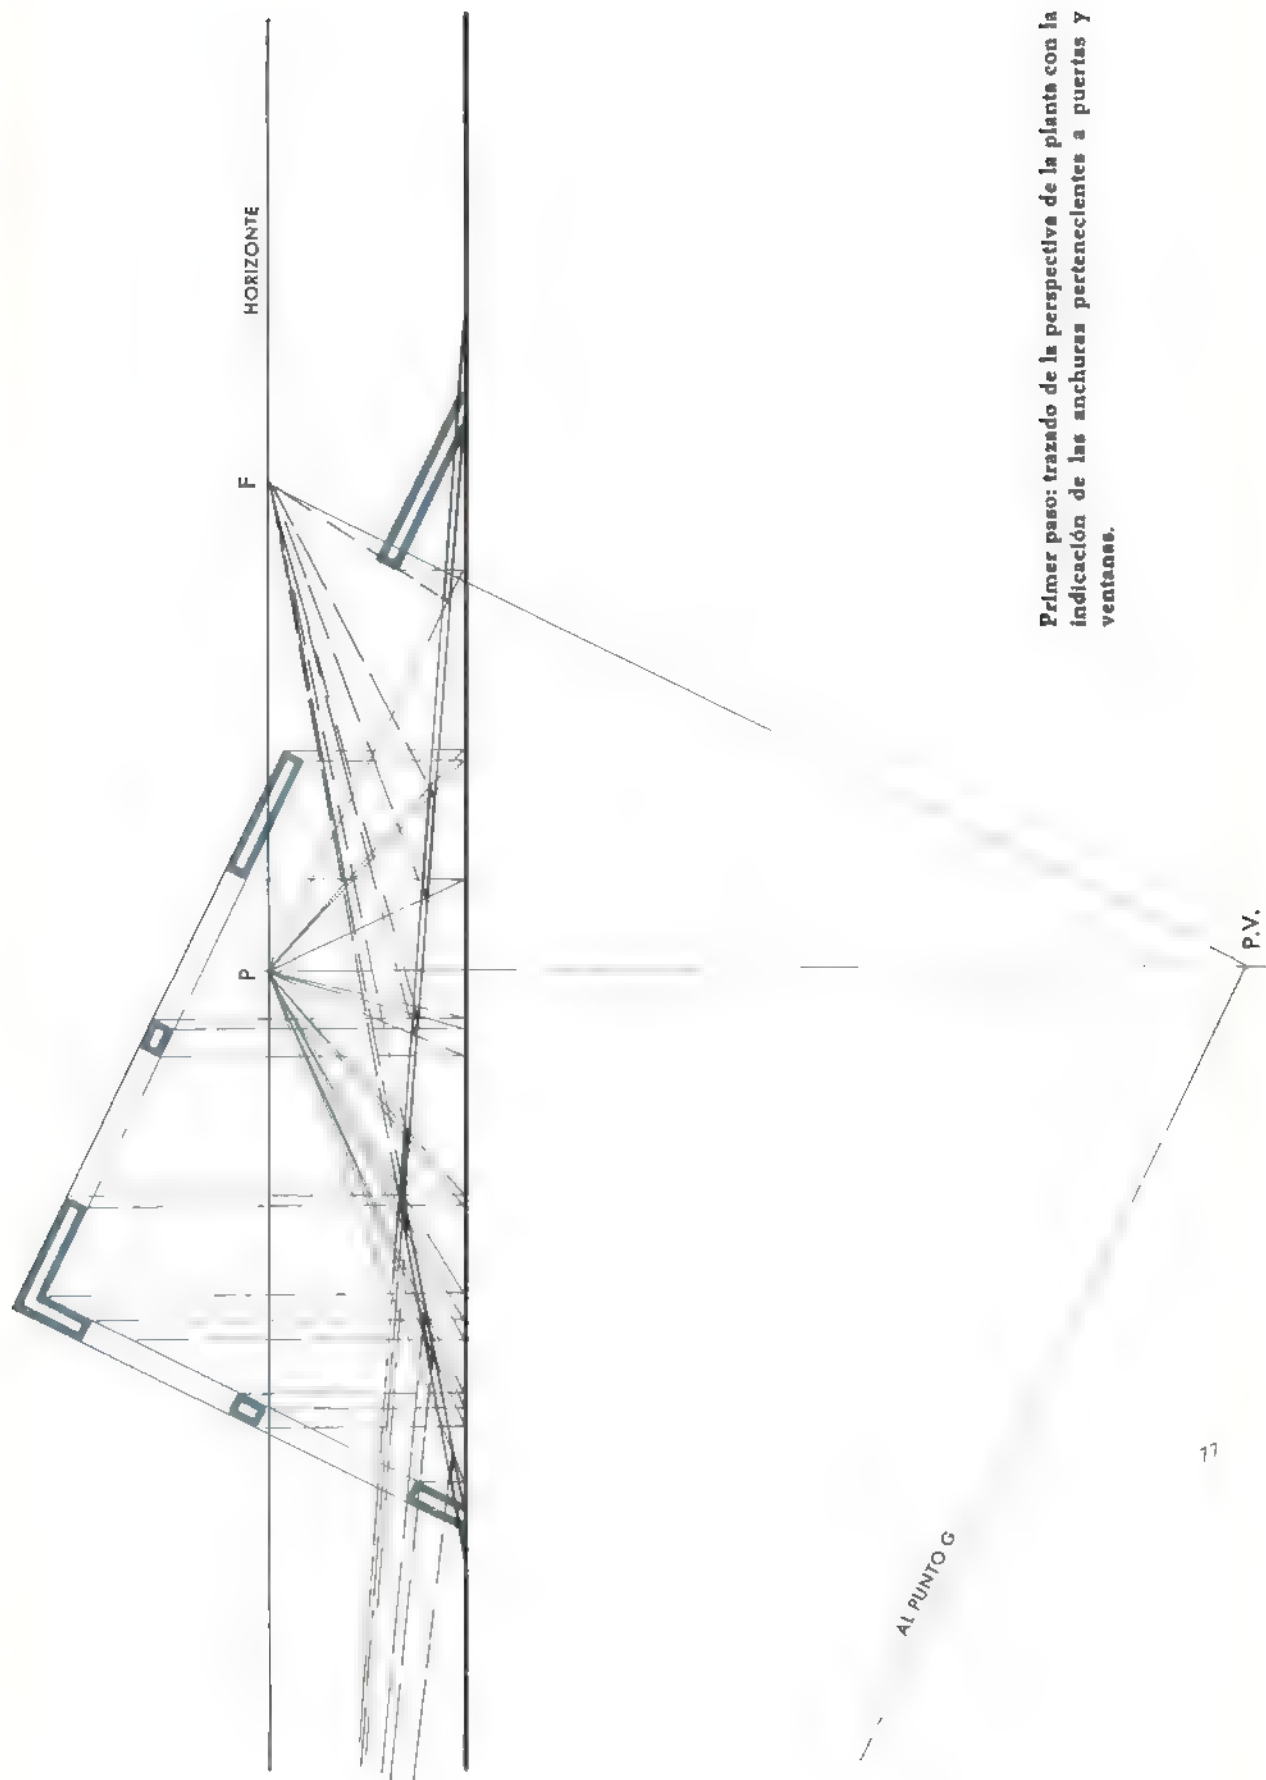 HORIZONTE
F
P
P.V.
AL PUNTO G
Primer paso: trazado de la perspectiva de la planta con la
indicación de las anchuras pertenecientes a puertas y
ventanas.
77